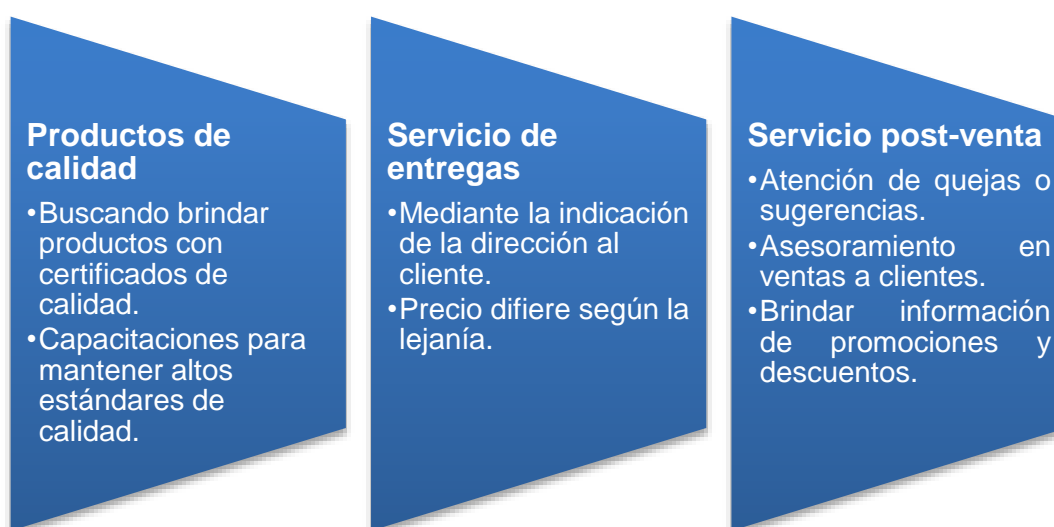 Productos de
calidad
•Buscando brindar
productos con
certificados de
calidad.
•Capacitaciones para
mantener altos
estándares de
calidad.
Servicio de
entregas
•Mediante la indicación
de la dirección al
cliente.
•Precio difiere según la
lejanía.
Servicio post-venta
•Atención de quejas o
sugerencias.
•Asesoramiento en
ventas a clientes.
•Brindar información
de promociones y
descuentos.